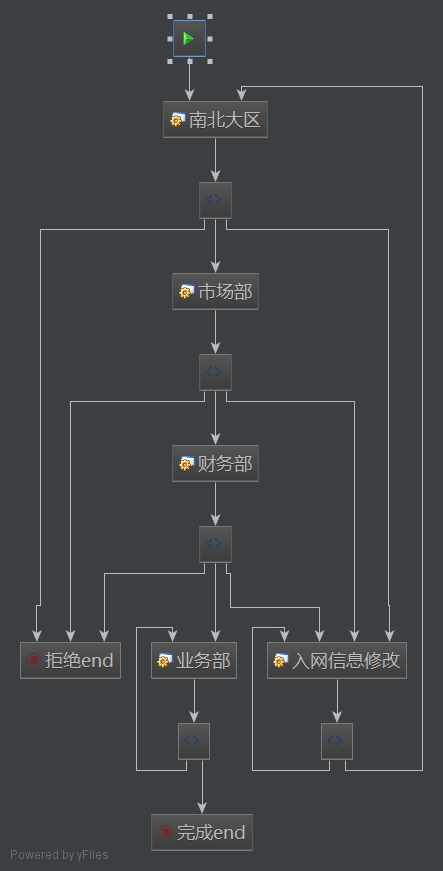 南北大区
市场部
财务部
拒绝end
业务部
入网信息修改
完成end
Powered by yFiles